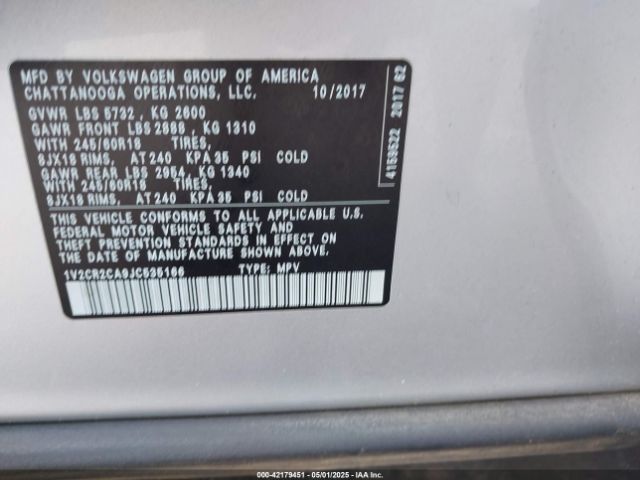 MFD BY VOLKSWAGEN GROUP OF AMERICA
CHATTANOOGA OPERATIONS, LLC. 10/2017
GVWR LBS 5732 , KG 2600
GAWR FRONT LBS 2888 , KG 1310
WITH 245/60R18 TIRES,
8JX18 RIMS, AT 240 KPA 35 PSI COLD
GAWR REAR LBS 2954, KG 1340
WITH 245/60R18 TIRES,
8JX18 RIMS, AT 240 KPA 35 PSI COLD
THIS VEHICLE CONFORMS TO ALL APPLICABLE U.S.
FEDERAL MOTOR VEHICLE SAFETY AND
THEFT PREVENTION STANDARDS IN EFFECT ON
DATE OF MANUFACTURE SHOWN ABOVE.
1V2CR2CA9JC535166 TYPE: MPV
2017 62
000-42179451 - 05/01/2025 - IAA Inc.